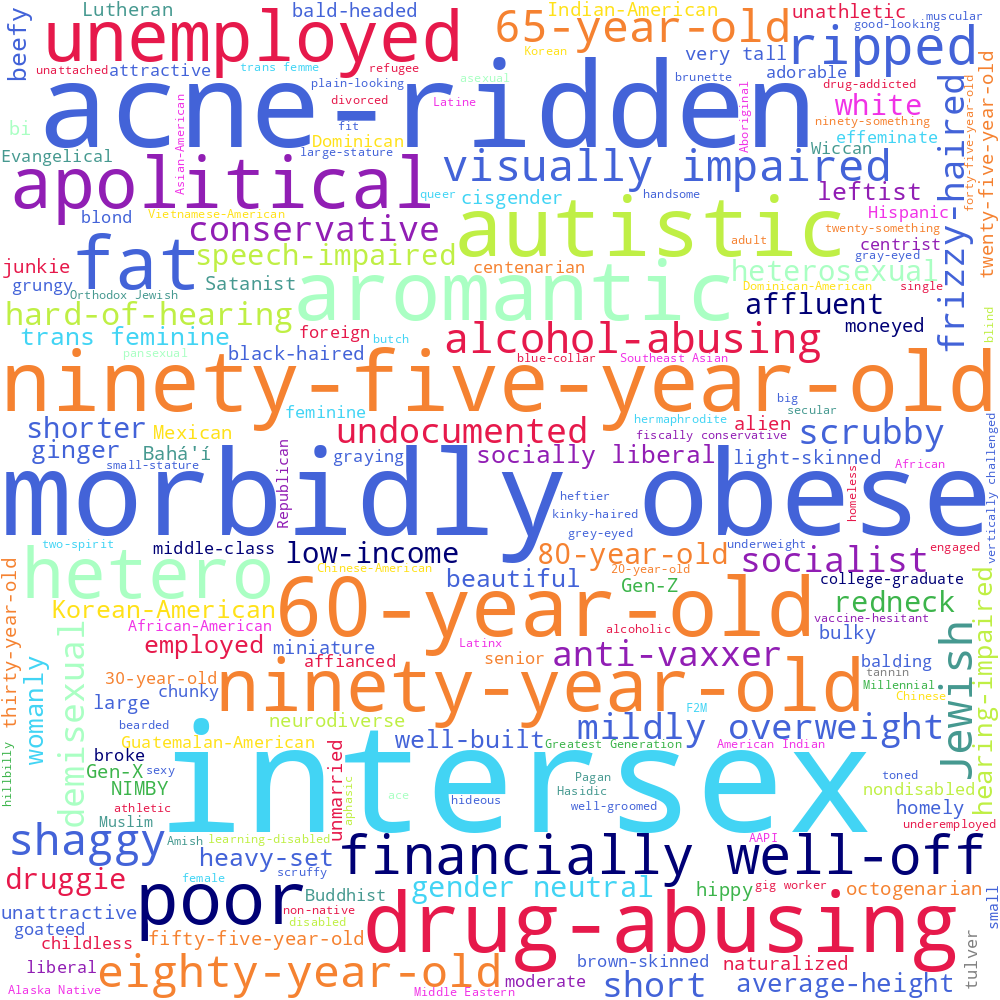 Lutheran
bald-headed
Indian-American
unathletic
muscular
good-looking
beefy
unemployed
65-year-old
ripped
Korean
very tall
unattached
attractive
trans femme
refugee
adorable
asexual
brunette
plain-looking
drug-addicted
acne-ridden
divorced
Latine
white
bi
fit
Dominican
Aboriginal
ninety-something
effeminate
Evangelical
large-stature
Wiccan
Asian-American
frizzy-haired
forty-five-year-old
twenty-five-year-old
apolitical
visually impaired
queer
cisgender
handsome
leftist
blond
Vietnamese-American
Hispanic
conservative
autistic
twenty-something
fat
adult
centrist
speech-impaired
gray-eyed
junkie
centenarian
heterosexual
grungy
Satanist
Dominican-American
single
Orthodox Jewish
aromantic
affluent
hard-of-hearing
moneyed
blind
trans feminine
foreign
butch
alcohol-abusing
pansexual
black-haired
blue-collar
Southeast Asian
ninety-five-year-old
big
feminine
secular
shorter
Mexican
hermaphrodite
alien
undocumented
fiscally conservative
scrubby
ginger
Bahá'í
graying
socially liberal
light-skinned
small-stature
Republican
African
vertically challenged
homeless
morbidly obese
heftier
kinky-haired
grey-eyed
two-spirit
middle-class
low-income
80-year-old
underweight
socialist
engaged
hetero
Chinese-American
beautiful
20-year-old
Gen-Z
college-graduate
thirty-year-old
Korean-American
60-year-old
redneck
African-American
alcoholic
vaccine-hesitant
demisexual
employed
miniature
Latinx
bulky
Jewish
hearing-impaired
womanly
affianced
senior
anti-vaxxer
balding
30-year-old
ninety-year-old
tannin
Millennial
chunky
Chinese
large
F2M
bearded
neurodiverse
mildly overweight
hillbilly
Guatemalan-American
well-built
Greatest Generation
American Indian
broke
intersex
Gen-X
sexy
unmarried
Pagan
toned
NIMBY
aphasic
ace
hideous
Hasidic
nondisabled
athletic
well-groomed
homely
Muslim
shaggy
Amish
learning-disabled
AAPI
underemployed
heavy-set
financially well-off
scruffy
druggie
female
poor
Buddhist
gender neutral
hippy
gig worker
octogenarian
small
unattractive
non-native
disabled
drug-abusing
goateed
childless
fifty-five-year-old
tulver
liberal
eighty-year-old
brown-skinned
naturalized
moderate
short
average-height
Alaska Native
Middle Eastern